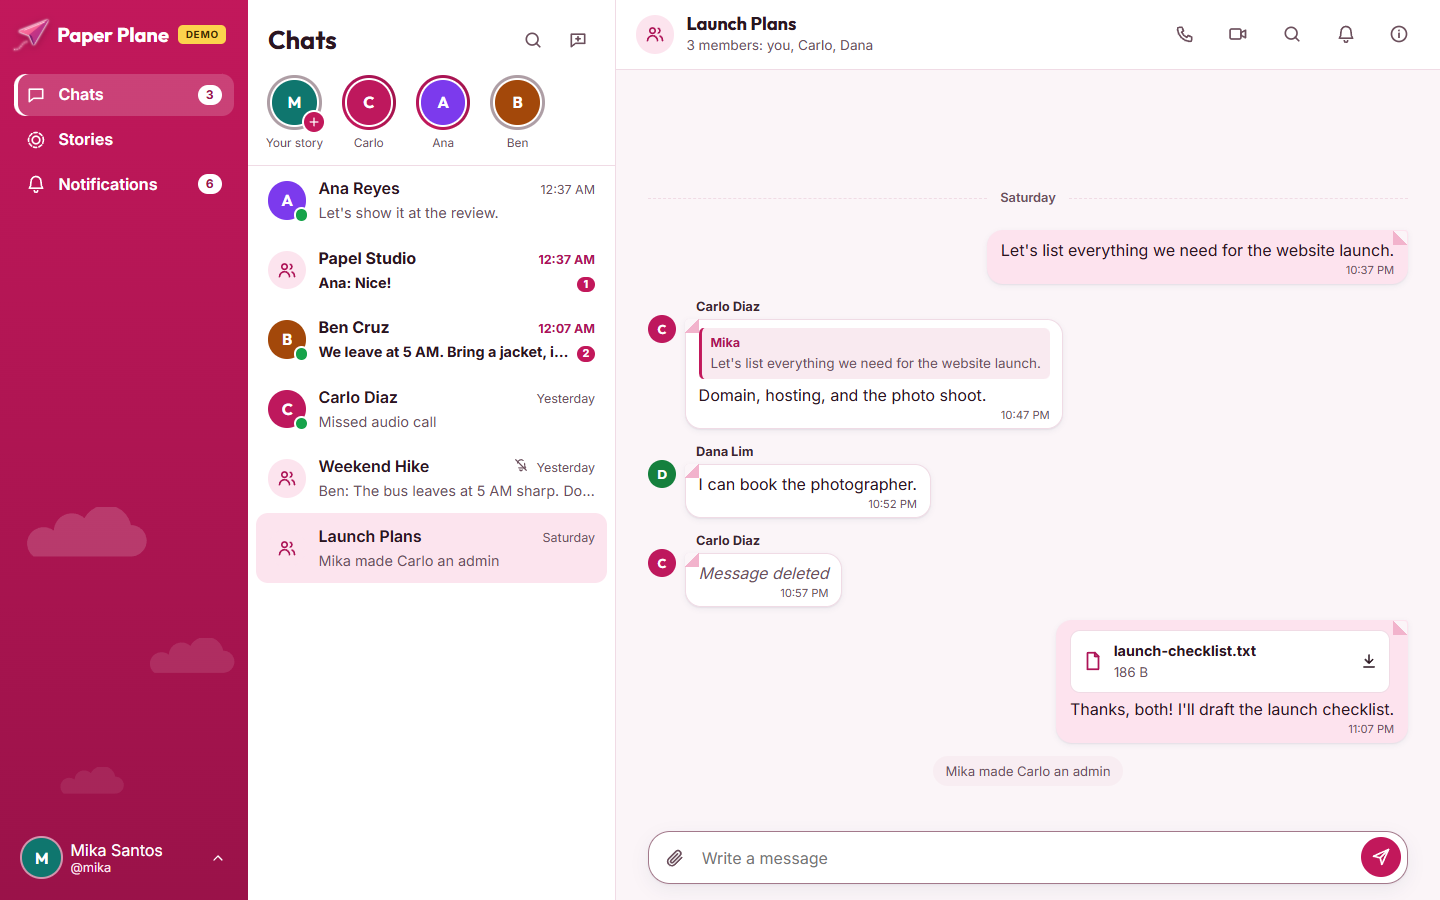 Paper Plane DEMO
Chats 3
Stories
Notifications 6
M Mika Santos
@mika
Chats
M C A B
Your story Carlo Ana Ben
A Ana Reyes 12:37 AM
Let's show it at the review.
Papel Studio 12:37 AM
Ana: Nice! 1
B Ben Cruz 12:07 AM
We leave at 5 AM. Bring a jacket, i... 2
C Carlo Diaz Yesterday
Missed audio call
Weekend Hike Yesterday
Ben: The bus leaves at 5 AM sharp. Do...
Launch Plans Saturday
Mika made Carlo an admin
Launch Plans
3 members: you, Carlo, Dana
Saturday
Let's list everything we need for the website launch.
10:37 PM
Carlo Diaz
C
Mika
Let's list everything we need for the website launch.
Domain, hosting, and the photo shoot.
10:47 PM
Dana Lim
D
I can book the photographer.
10:52 PM
Carlo Diaz
C
Message deleted
10:57 PM
launch-checklist.txt
186 B
Thanks, both! I'll draft the launch checklist.
11:07 PM
Mika made Carlo an admin
Write a message